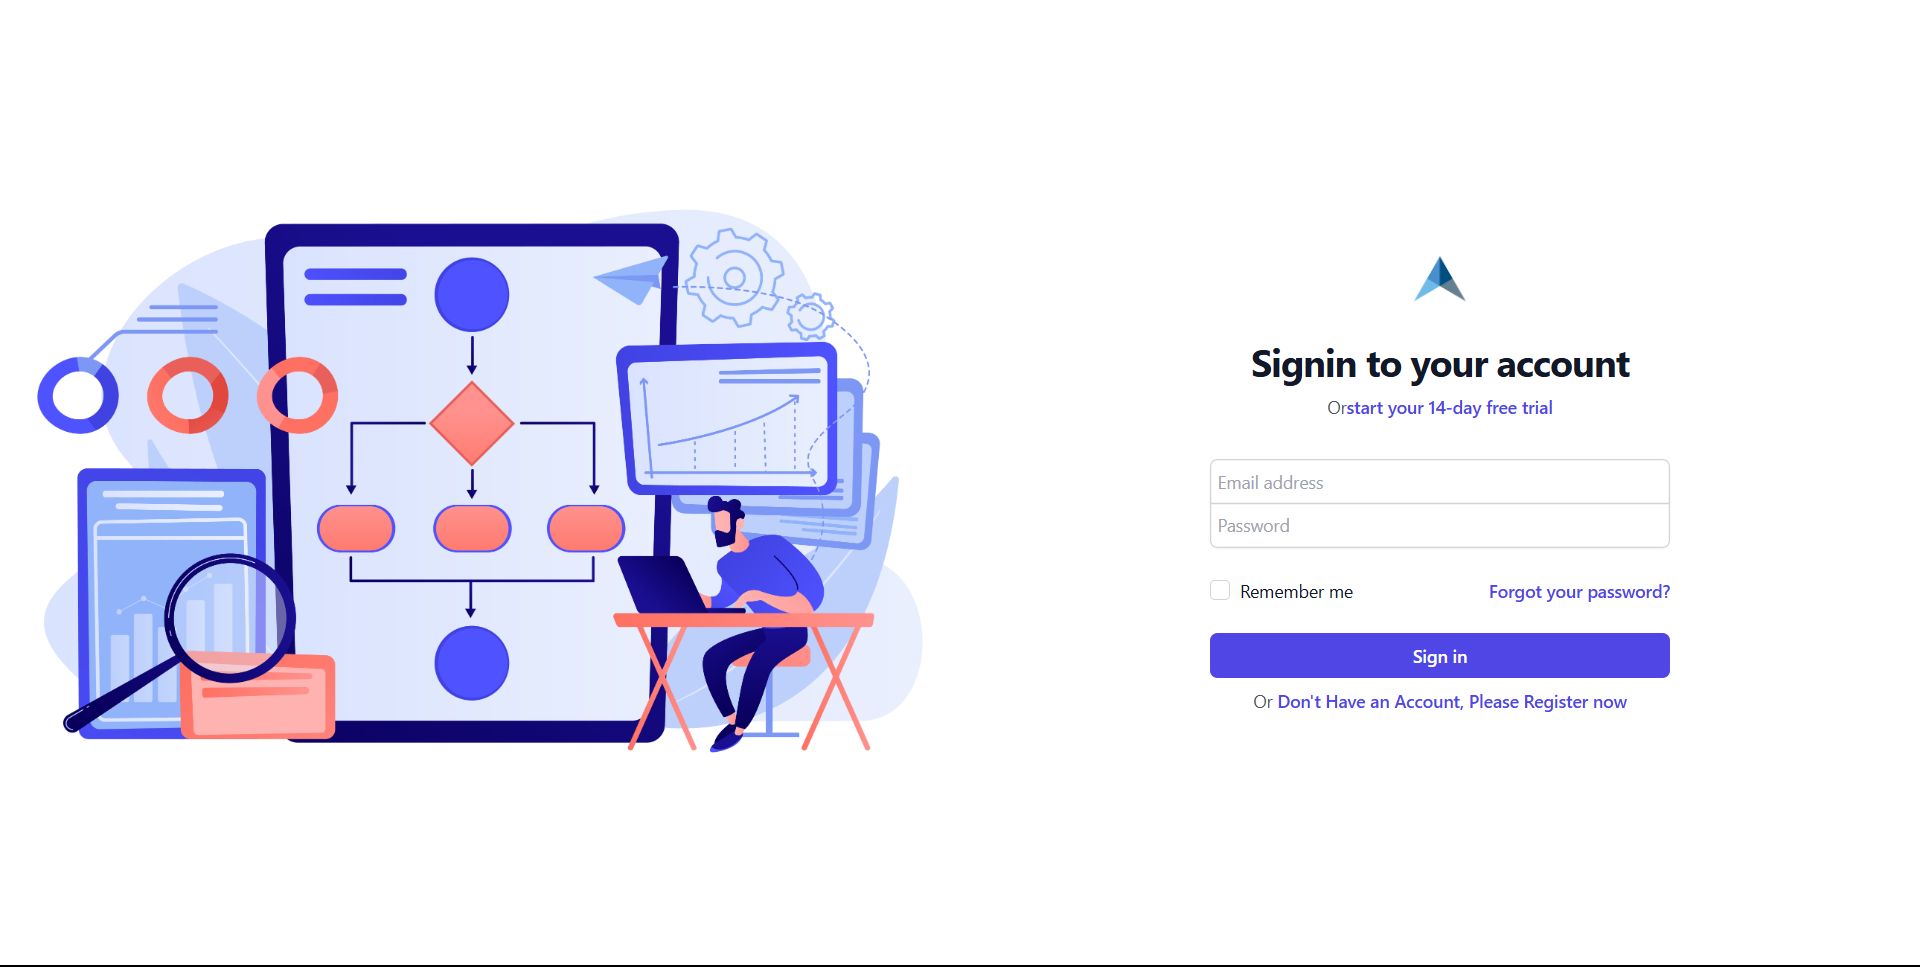 Signin to your account
Orstart your 14-day free trial
Email address
Password
Remember me Forgot your password?
Sign in
Or Don't Have an Account, Please Register now